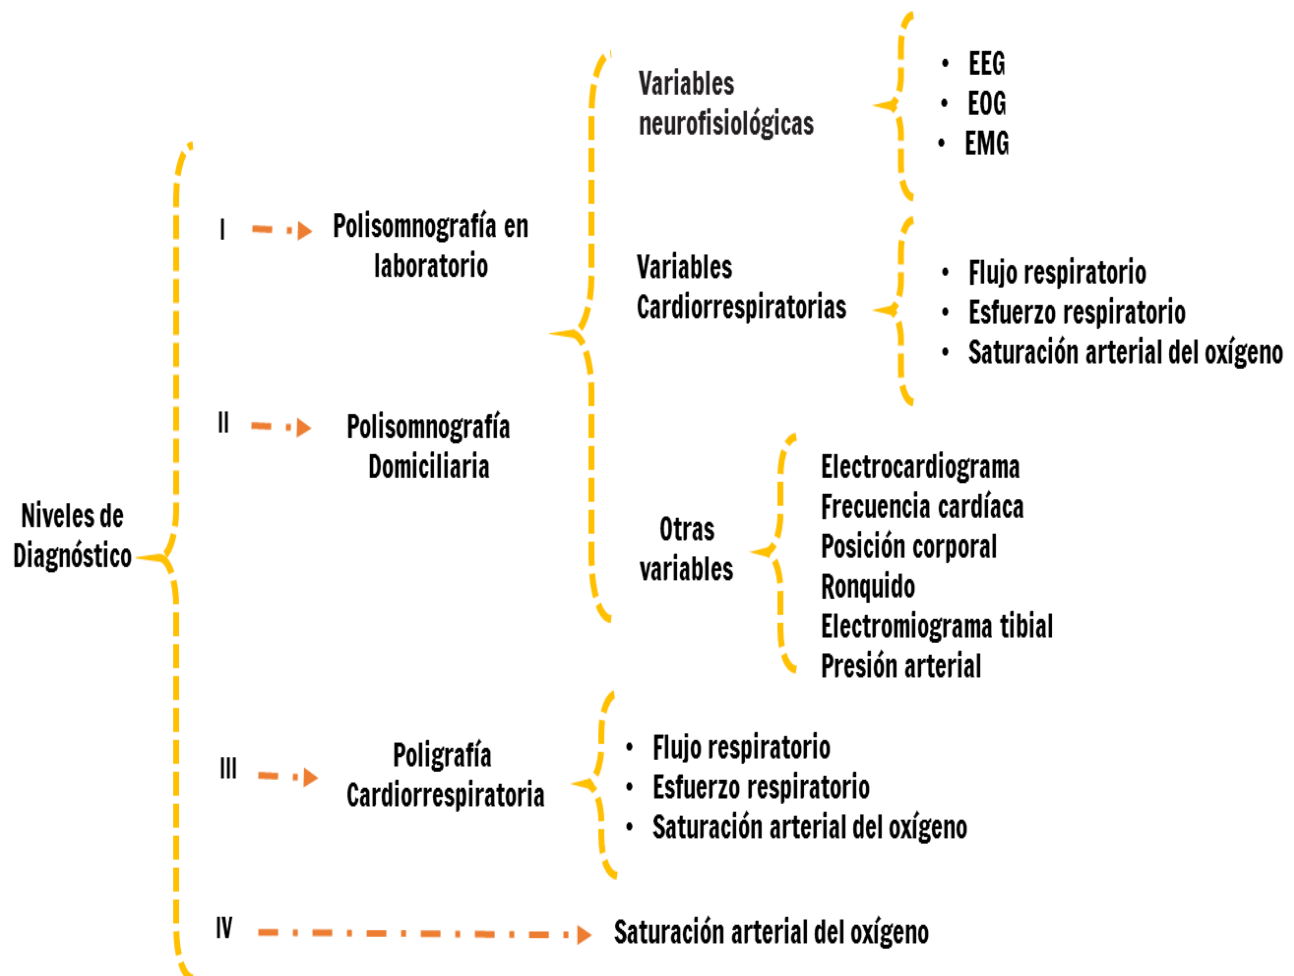 Niveles de
Diagnóstico
I
Polisomnografía en
laboratorio
II
Polisomnografía
Domiciliaria
Variables
neurofisiológicas
• EEG
• EOG
• EMG
Variables
Cardiorrespiratorias
• Flujo respiratorio
• Esfuerzo respiratorio
• Saturación arterial del oxígeno
Otras
variables
Electrocardiograma
Frecuencia cardíaca
Posición corporal
Ronquido
Electromiograma tibial
Presión arterial
III
Poligrafía
Cardiorrespiratoria
• Flujo respiratorio
• Esfuerzo respiratorio
• Saturación arterial del oxígeno
IV
Saturación arterial del oxígeno